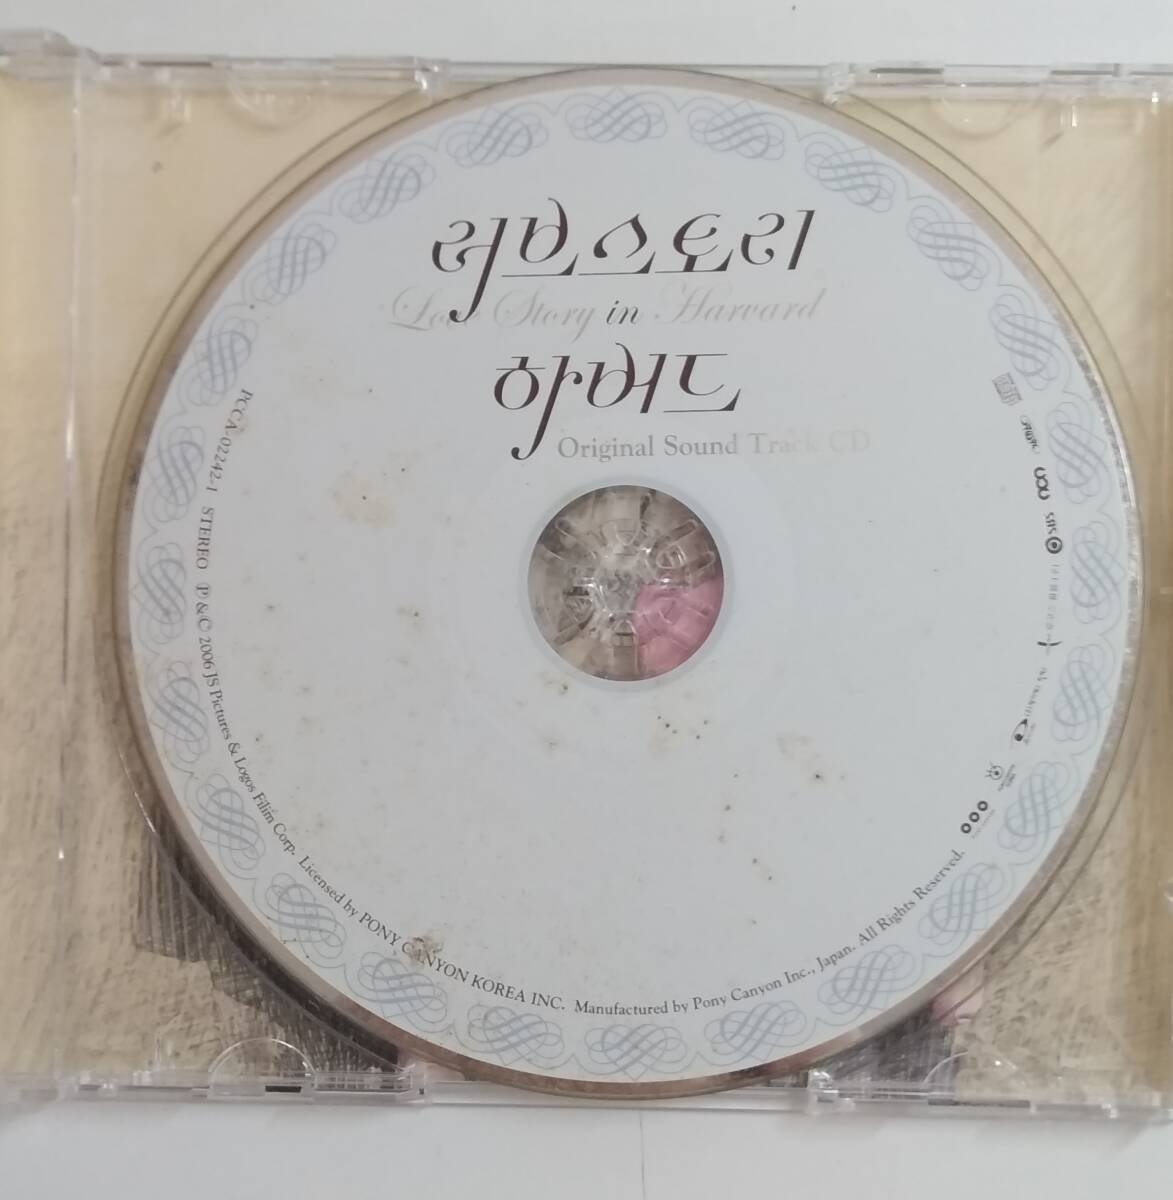 러브스토리
Love Story in Harvard
하버드
Original Sound Track CD
PCCA-02242-1 STEREO Ⓟ & C 2006 JS Pictures & Logos Filim Corp. Licensed by PONY CANYON KOREA INC. Manufactured by Pony Canyon Inc., Japan. All Rights Reserved.
SBS